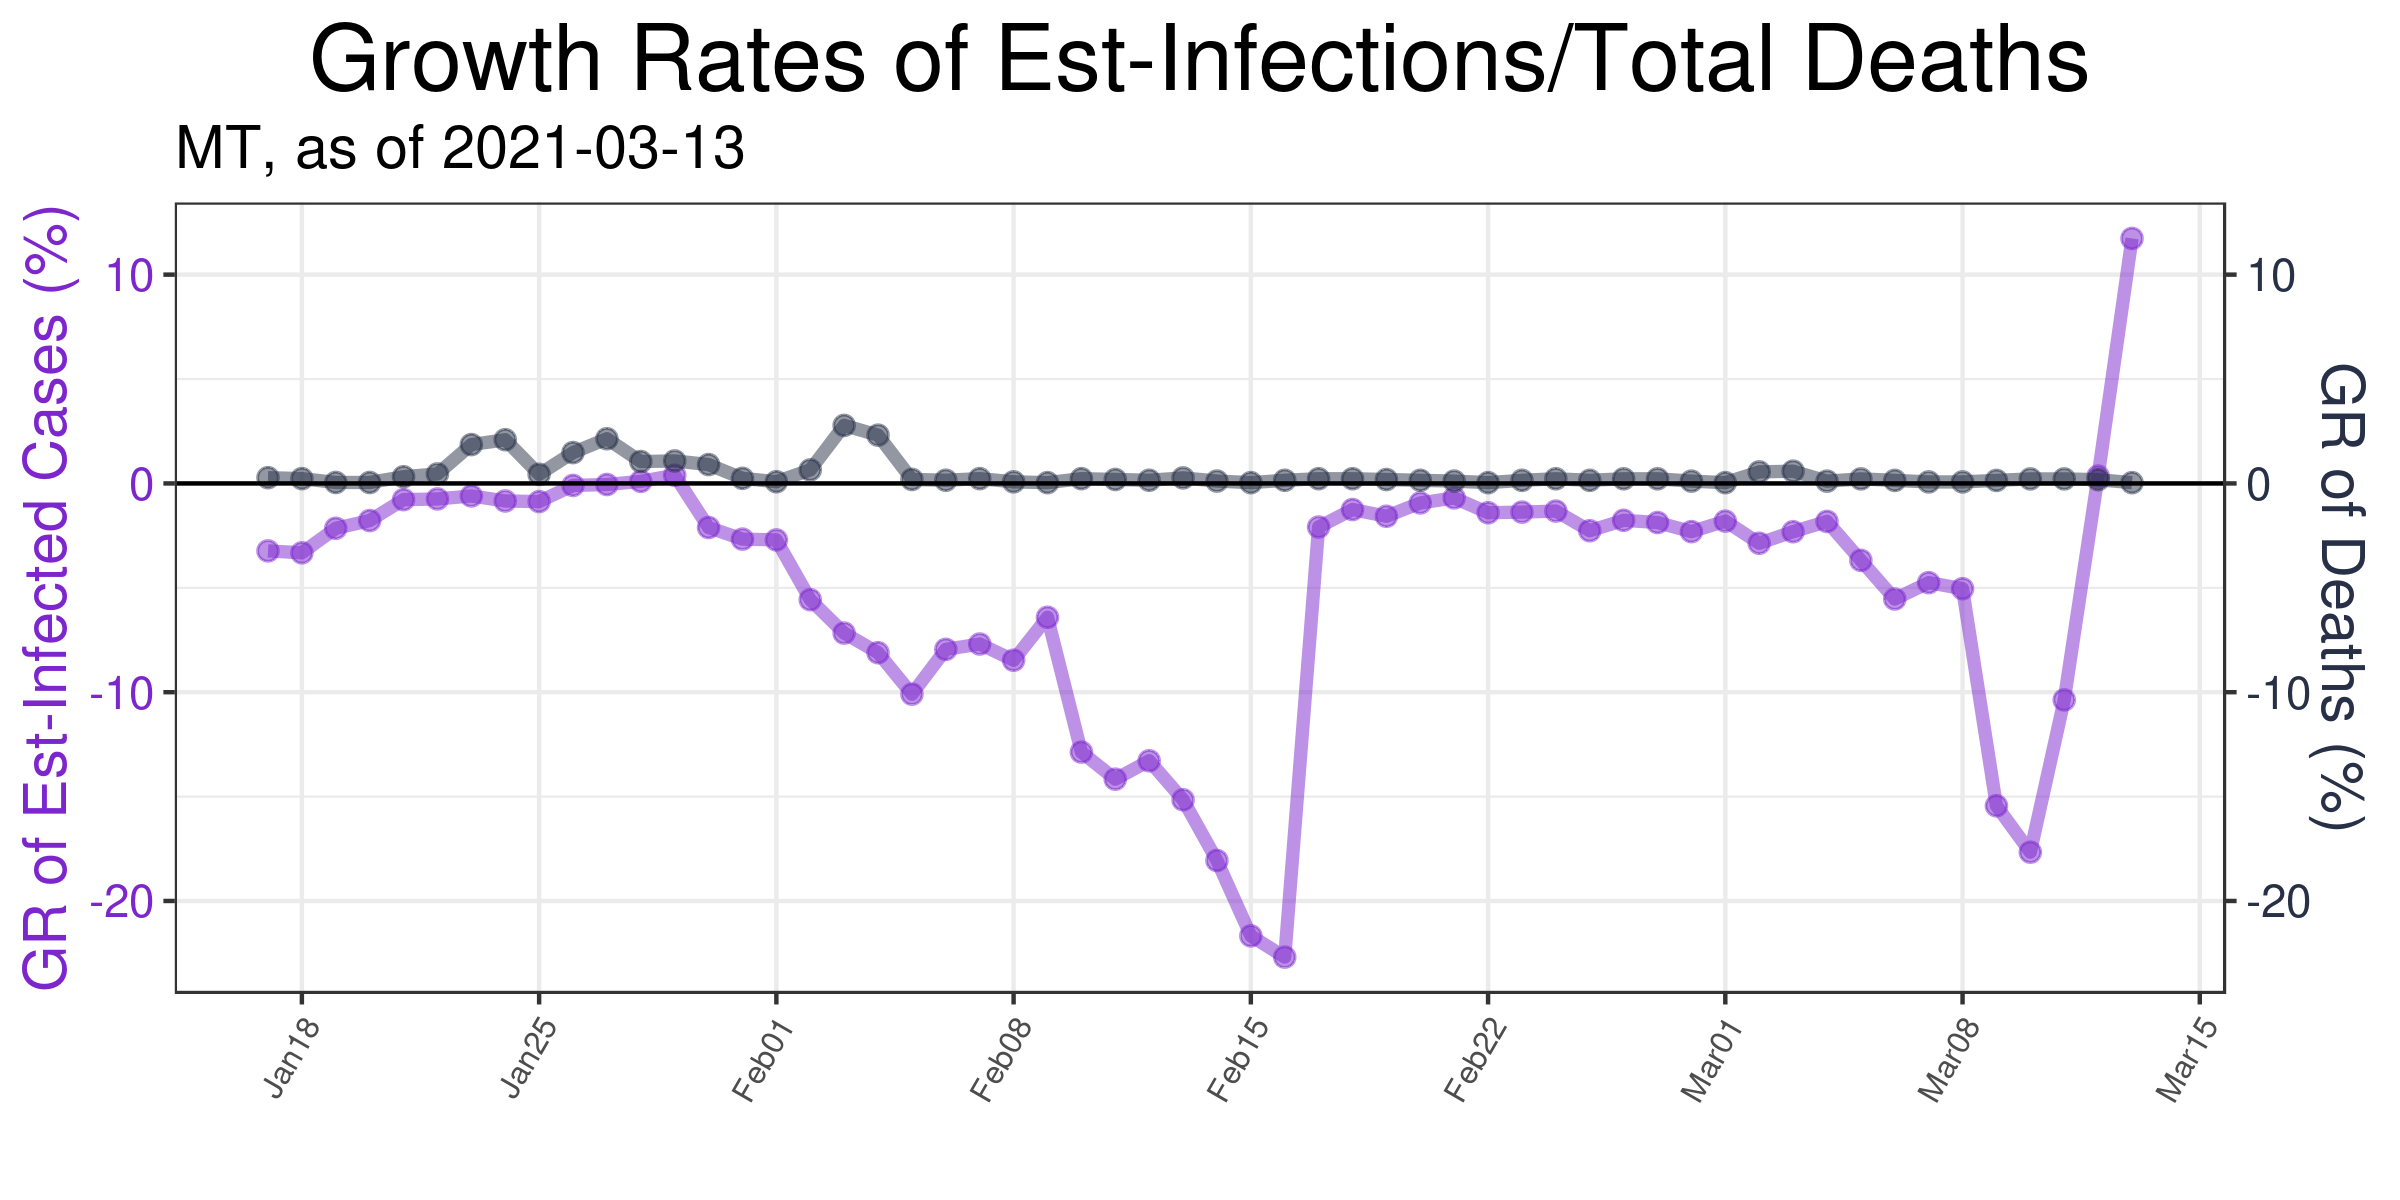 Growth Rates of Est-Infections/Total Deaths
MT, as of 2021-03-13
GR of Est-Infected Cases (%)
10
0
-10
-20
10
0
-10
-20
GR of Deaths (%)
Jan18
Jan25
Feb01
Feb08
Feb15
Feb22
Mar01
Mar08
Mar15